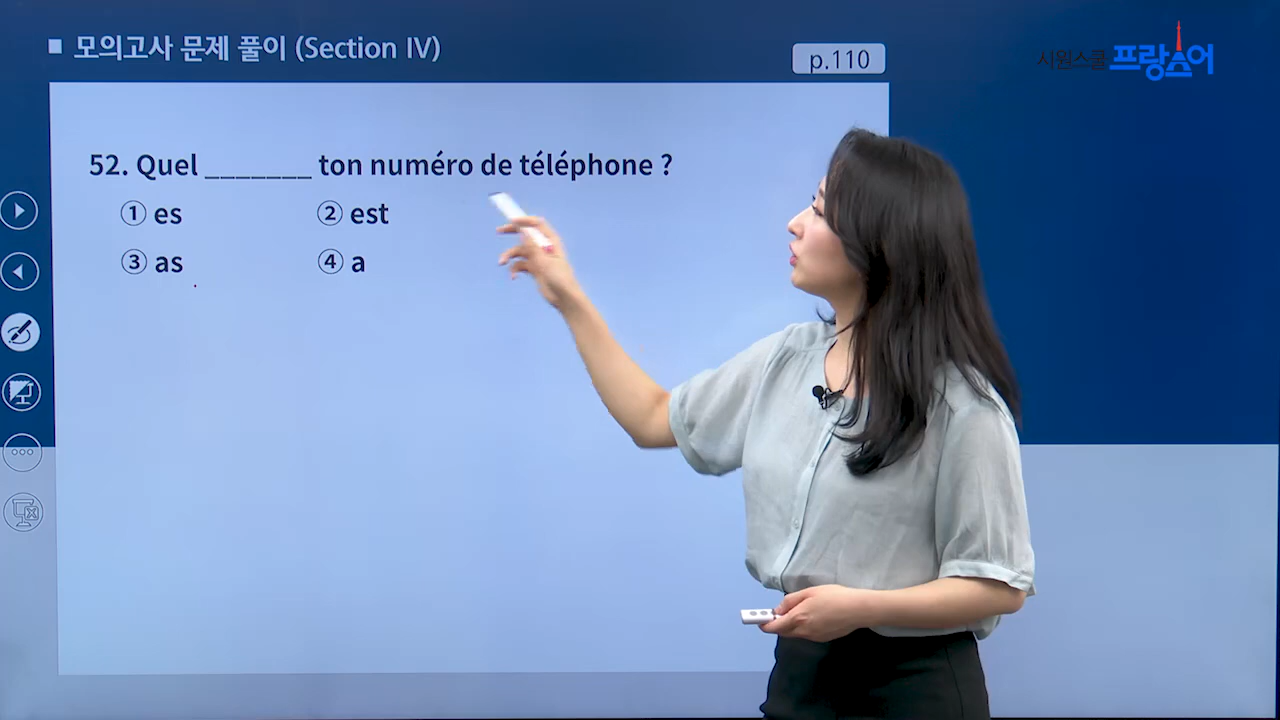 ■ 모의고사 문제 풀이 (Section IV)
p.110
시원스쿨 프랑스어
52. Quel _______ ton numéro de téléphone ?
① es ② est
③ as ④ a